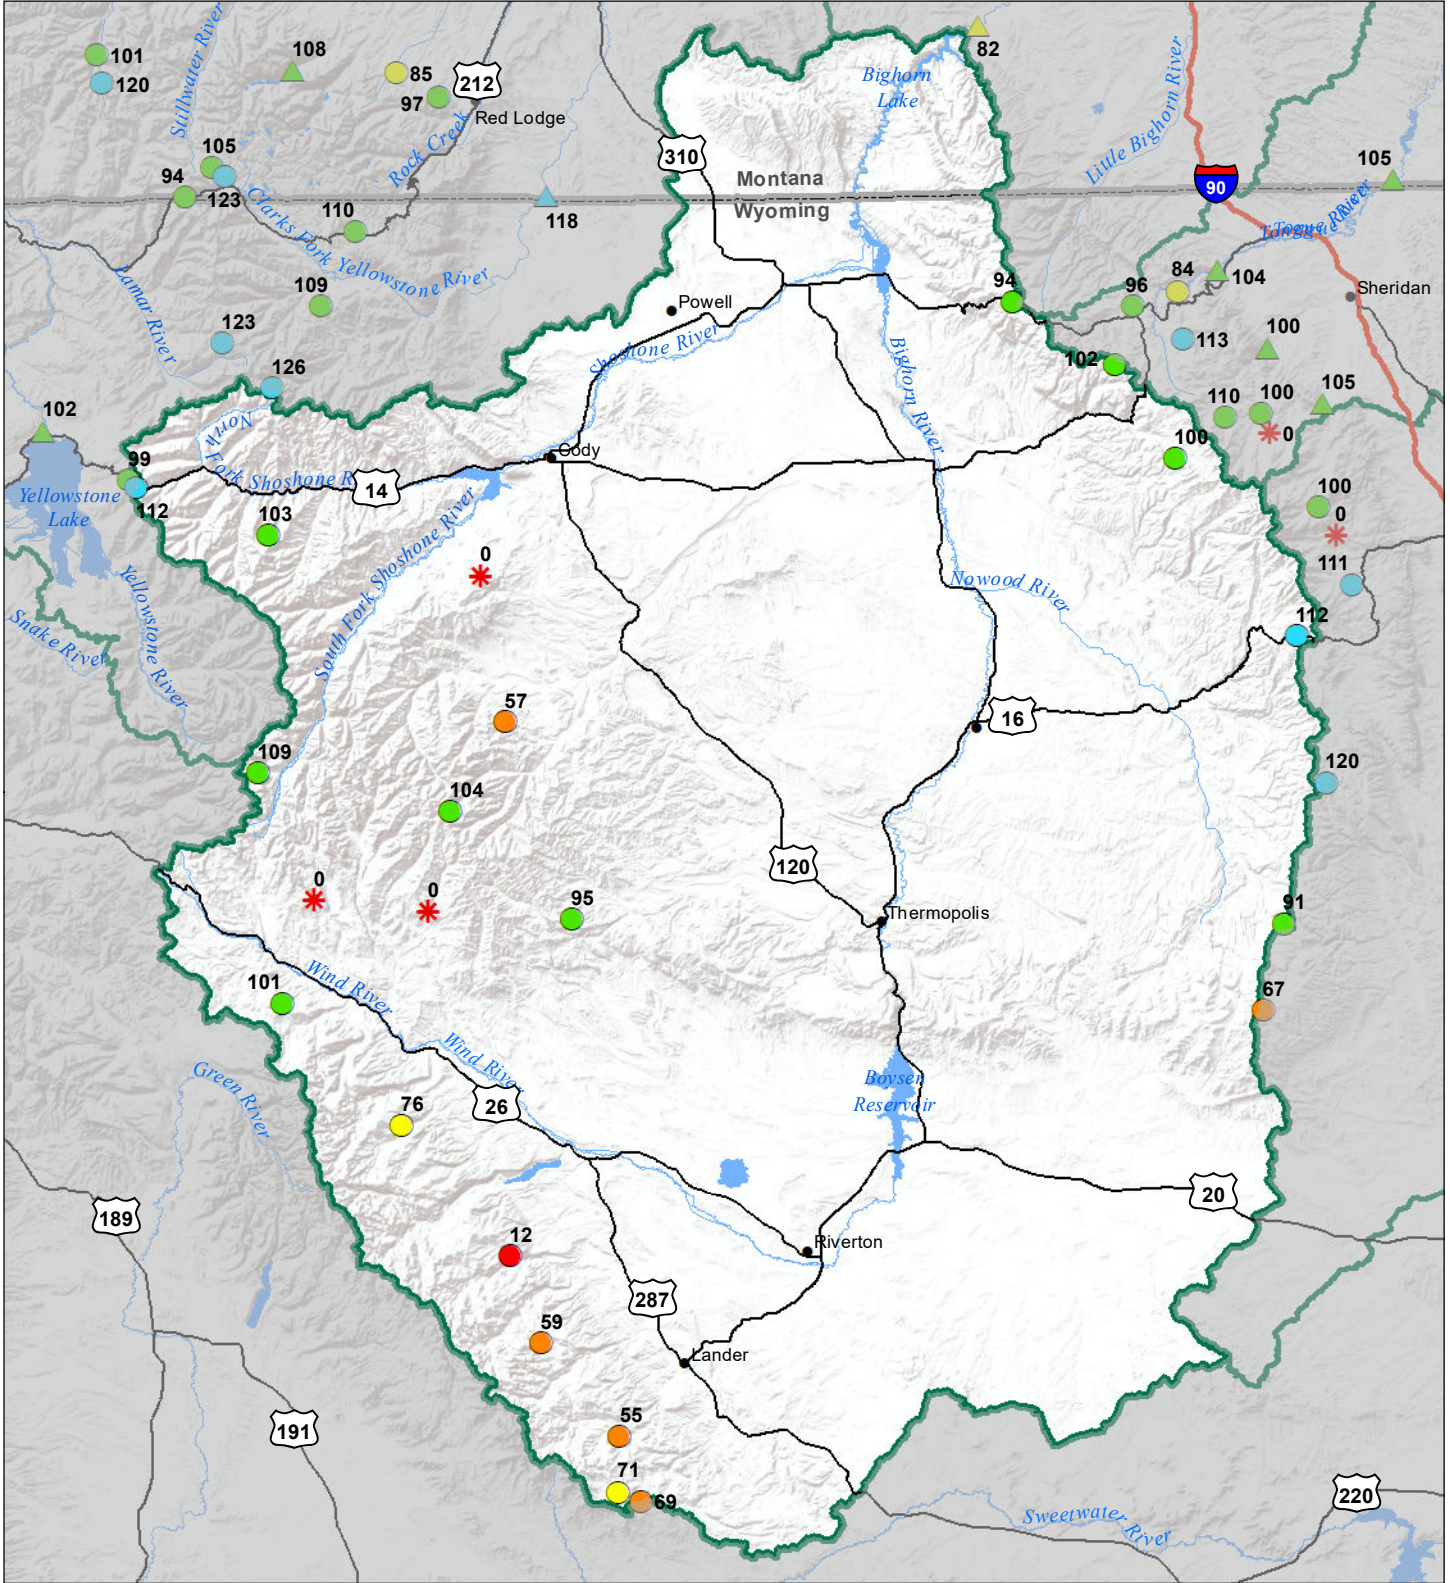 101
120
Stillwater River
108
85
97
212
Red Lodge
Rock Creek
82
Bighorn
Lake
Little Bighorn River
310
Montana
Wyoming
90
105
105
94
123
110
118
Clarks Fork Yellowstone River
Tongue River
Tongue River
Lamar River
109
123
126
Powell
Shoshone River
94
96
84
104
Sheridan
113
100
102
Bighorn River
102
North
Fork Shoshone R
14
Cody
110
100
105
0
100
99
112
Yellowstone
Lake
103
South Fork Shoshone River
0
100
0
111
Nowood River
112
Snake River
Yellowstone River
57
16
109
104
120
120
0
0
95
Thermopolis
91
101
Wind River
67
Wind River
Boysen
Reservoir
Green River
76
26
20
189
12
Riverton
287
59
Lander
191
55
71
69
220
Sweetwater
River